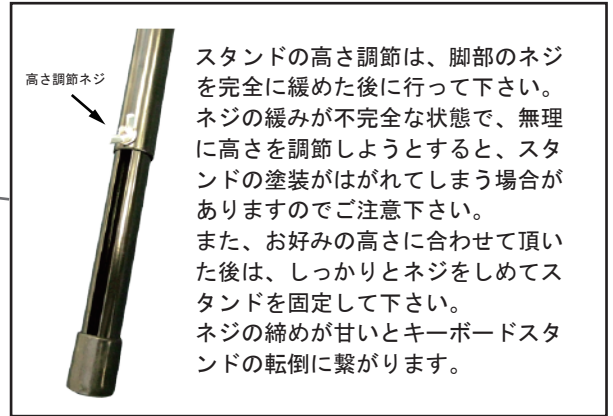 高さ調節ネジ
スタンドの高さ調節は、脚部のネジ
を完全に緩めた後に行って下さい。
ネジの緩みが不完全な状態で、無理
に高さを調節しようとすると、スタ
ンドの塗装がはがれてしまう場合が
ありますのでご注意下さい。
また、お好みの高さに合わせて頂い
た後は、しっかりとネジをしめてス
タンドを固定して下さい。
ネジの締めが甘いとキーボードスタ
ンドの転倒に繋がります。